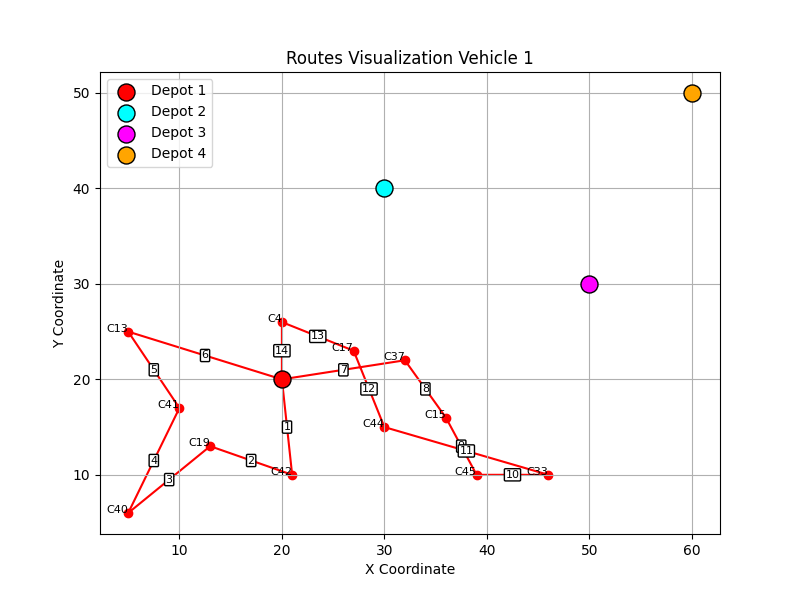 Routes Visualization Vehicle 1
Depot 1
Depot 2
Depot 3
Depot 4
Y Coordinate
50
40
30
20
10
C4
13
C13
C17
14
6
C37
5
7
12
8
C41
C15
C44
1
C19
9
11
4
2
3
C42
C45
10
C33
C40
10
20
30
40
50
60
X Coordinate